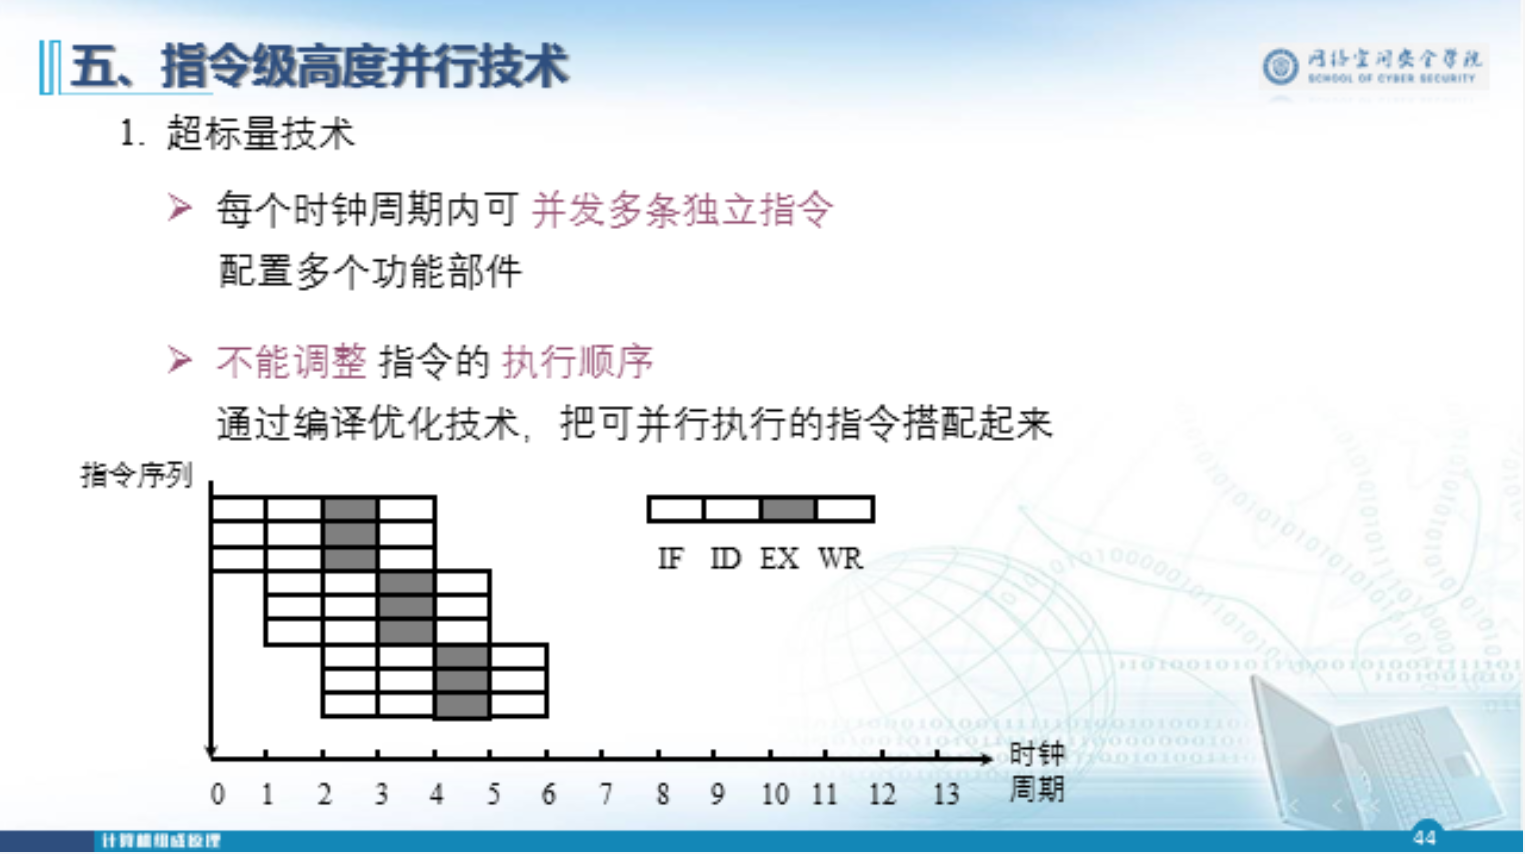 五、指令级高度并行技术
网络空间安全学院
SCHOOL OF CYBER SECURITY
1. 超标量技术
每个时钟周期内可 并发多条独立指令
配置多个功能部件
不能调整 指令的 执行顺序
通过编译优化技术，把可并行执行的指令搭配起来
指令序列
IF ID EX WR
时钟
周期
0 1 2 3 4 5 6 7 8 9 10 11 12 13
计算机组成原理
44